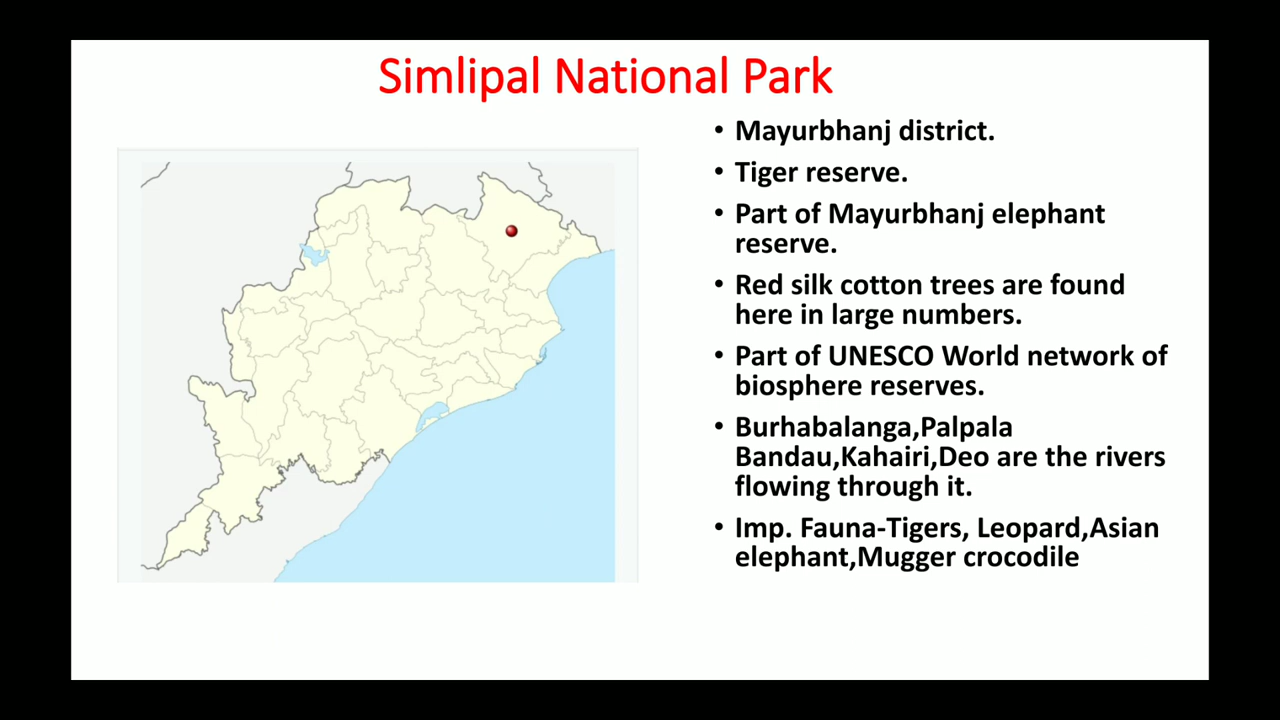 Simlipal National Park
• Mayurbhanj district.
• Tiger reserve.
• Part of Mayurbhanj elephant
reserve.
• Red silk cotton trees are found
here in large numbers.
• Part of UNESCO World network of
biosphere reserves.
• Burhabalanga,Palpala
Bandau,Kahairi,Deo are the rivers
flowing through it.
• Imp. Fauna-Tigers, Leopard,Asian
elephant,Mugger crocodile